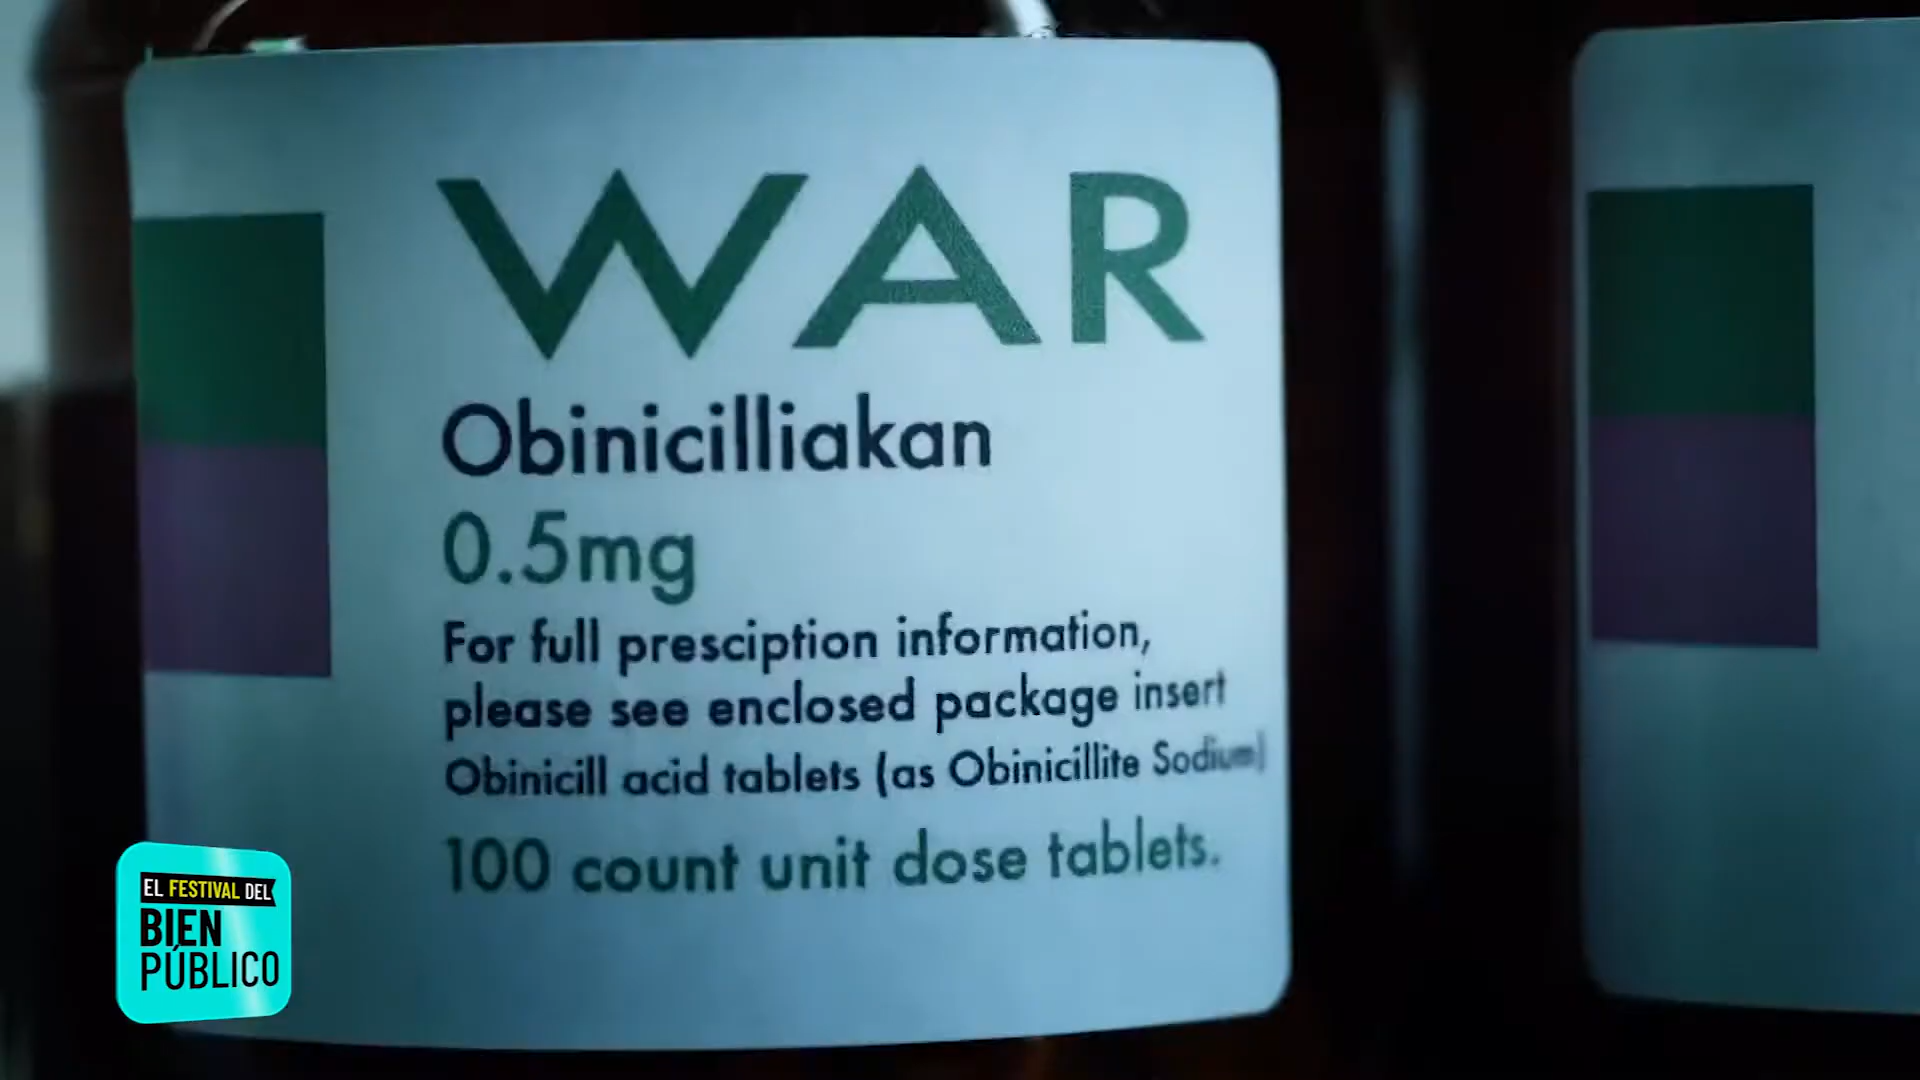 WAR
Obinicilliakan
0.5mg
For full presciption information,
please see enclosed package insert
Obinicill acid tablets (as Obinicillite Sodium)
100 count unit dose tablets.
EL FESTIVAL DEL
BIEN
PÚBLICO